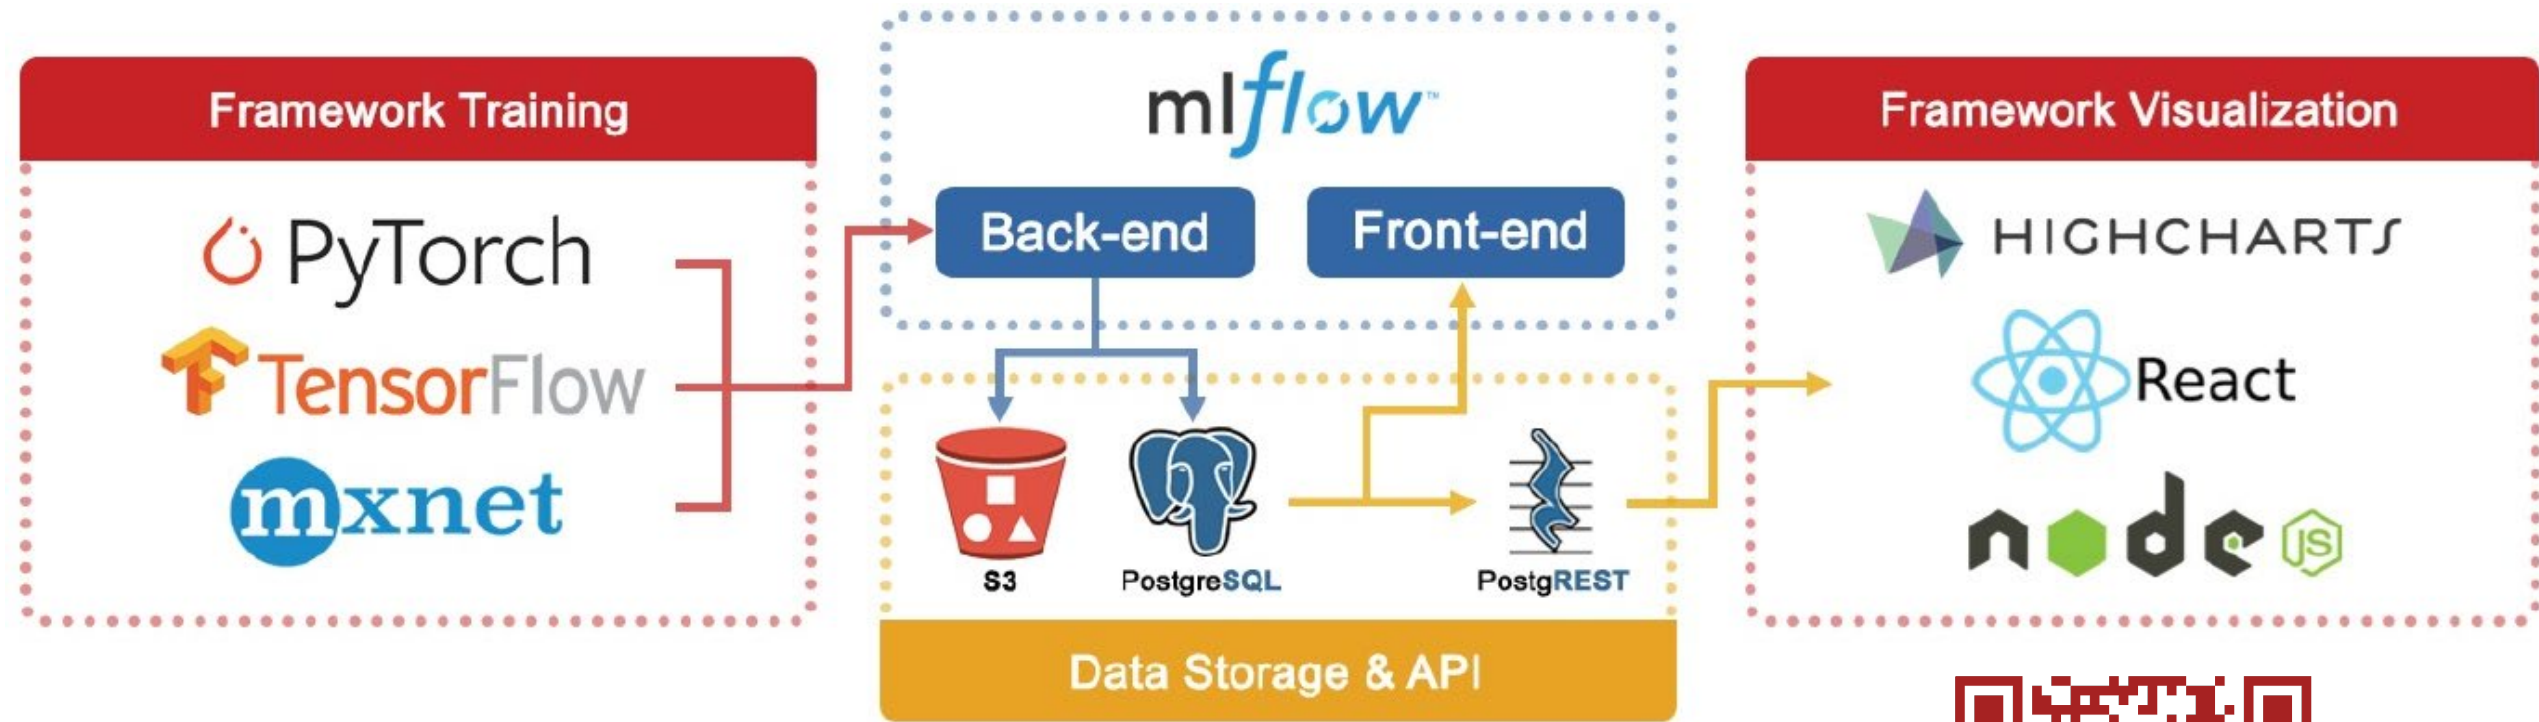 Framework Training
PyTorch
TensorFlow
mxnet
mlflow™
Back-end
Front-end
S3
PostgreSQL
PostgREST
Data Storage & API
Framework Visualization
HIGHCHARTS
React
node JS